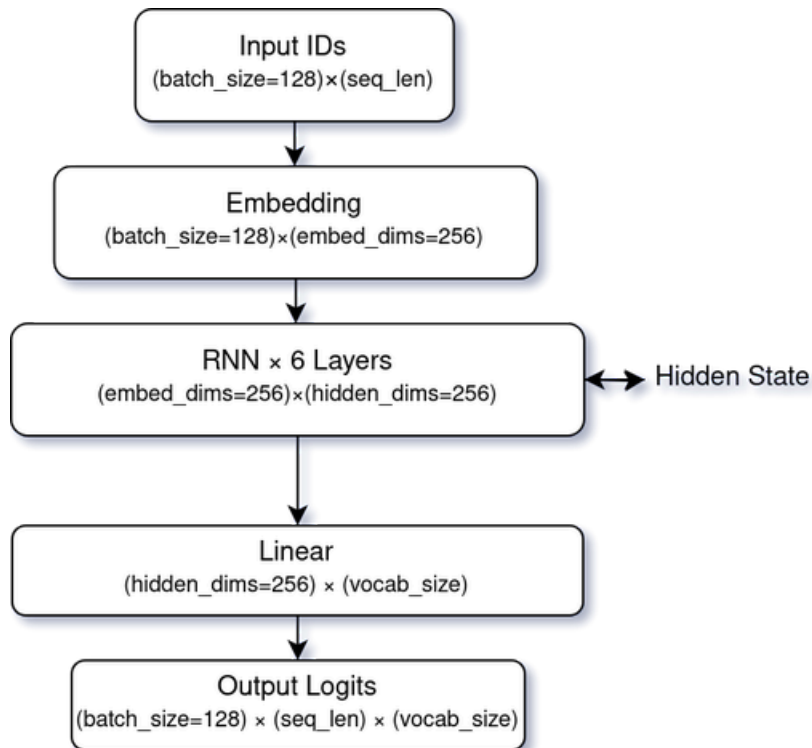 Input IDs
(batch_size=128)×(seq_len)
Embedding
(batch_size=128)×(embed_dims=256)
RNN × 6 Layers
(embed_dims=256)×(hidden_dims=256)
Hidden State
Linear
(hidden_dims=256) × (vocab_size)
Output Logits
(batch_size=128) × (seq_len) × (vocab_size)